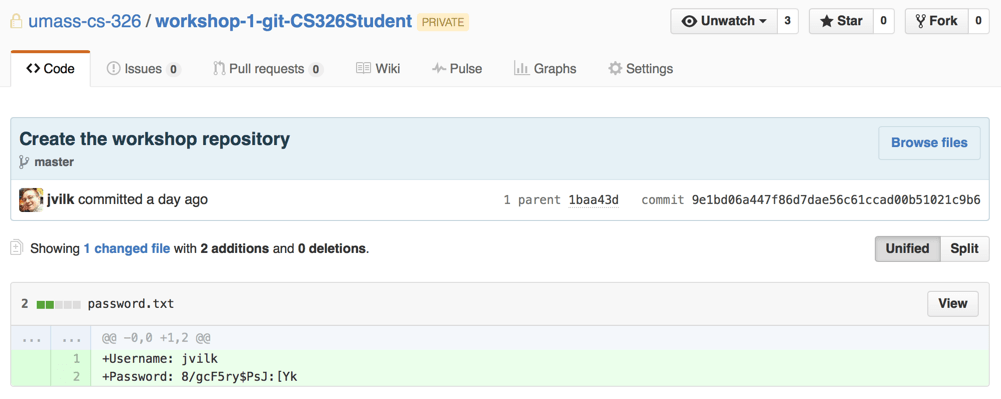 umass-cs-326 / workshop-1-git-CS326Student PRIVATE Unwatch 3 Star 0 Fork 0
Code Issues 0 Pull requests 0 Wiki Pulse Graphs Settings
Create the workshop repository Browse files
master
jvilk committed a day ago 1 parent 1baa43d commit 9e1bd06a447f86d7dae56c61ccad00b51021c9b6
Showing 1 changed file with 2 additions and 0 deletions. Unified Split
2 password.txt View
... ... @@ -0,0 +1,2 @@
1 +Username: jvilk
2 +Password: 8/gcF5ry$PsJ:[Yk